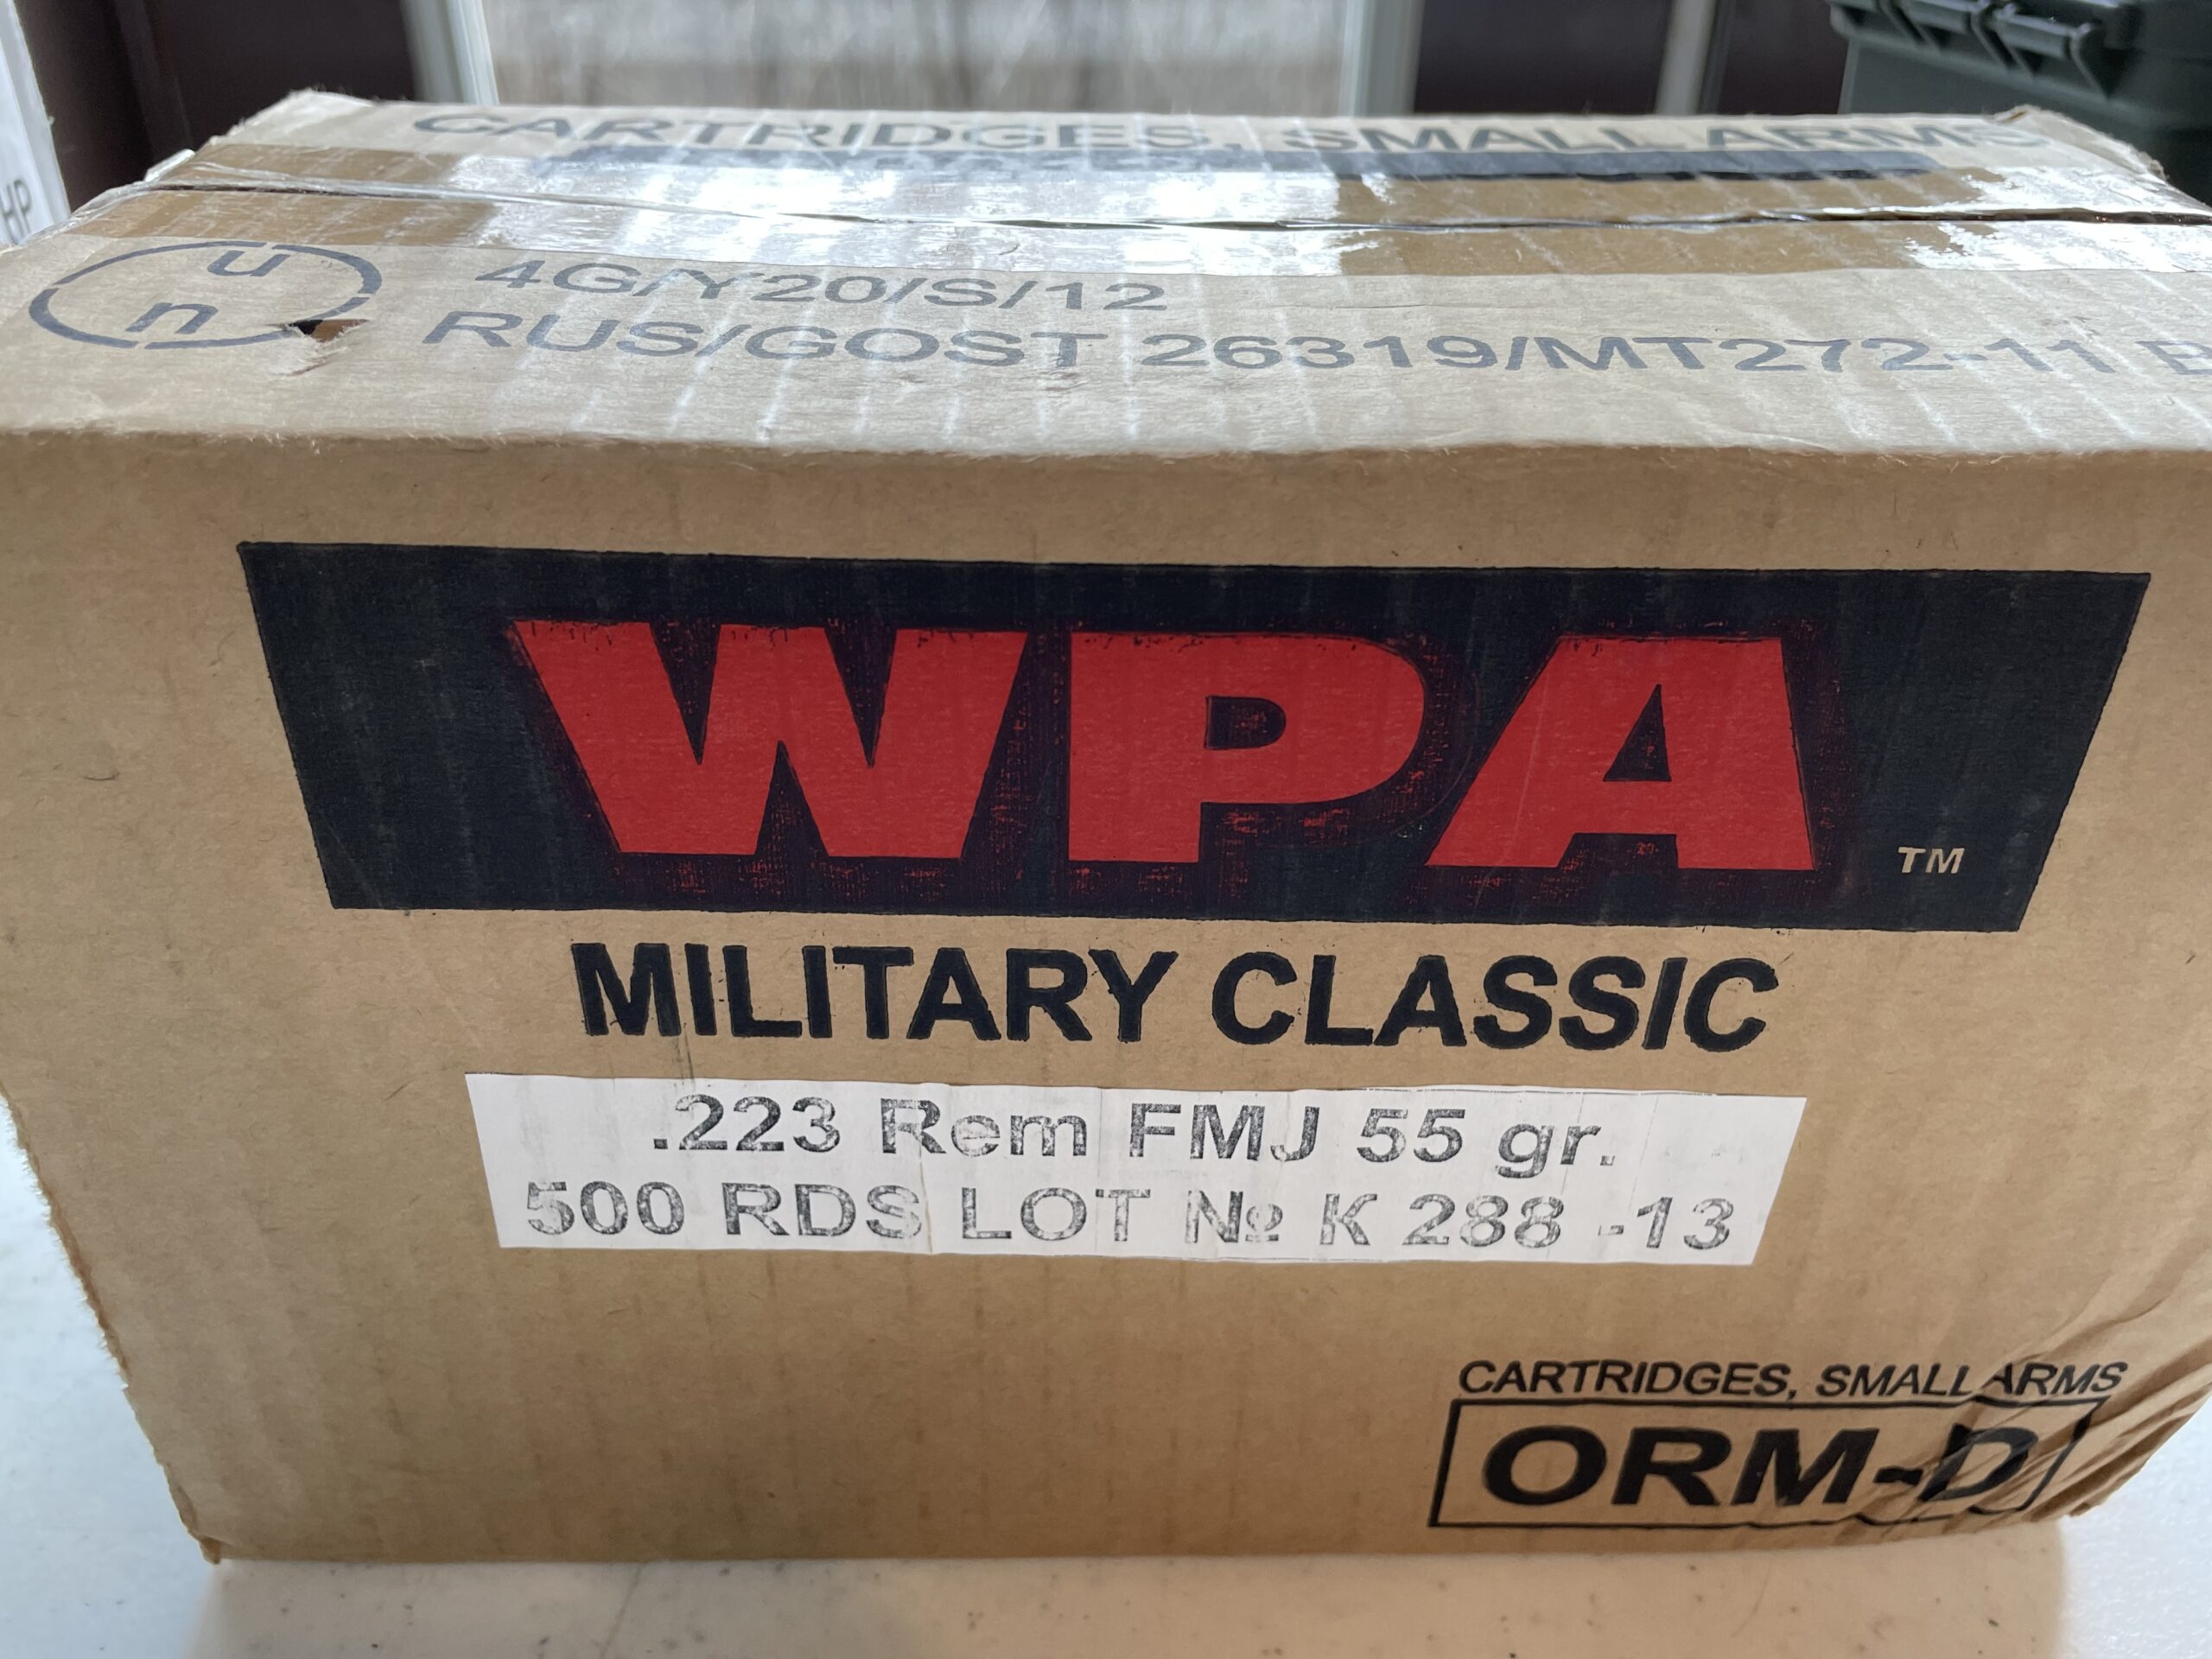 HP
CARTRIDGES, SMALL ARMS
u
n
4G/Y20/S/12
RUS/GOST 26319/MT272-11
WPA
TM
MILITARY CLASSIC
.223 Rem FMJ 55 gr.
500 RDS LOT № K 288 -13
CARTRIDGES, SMALL ARMS
ORM-D